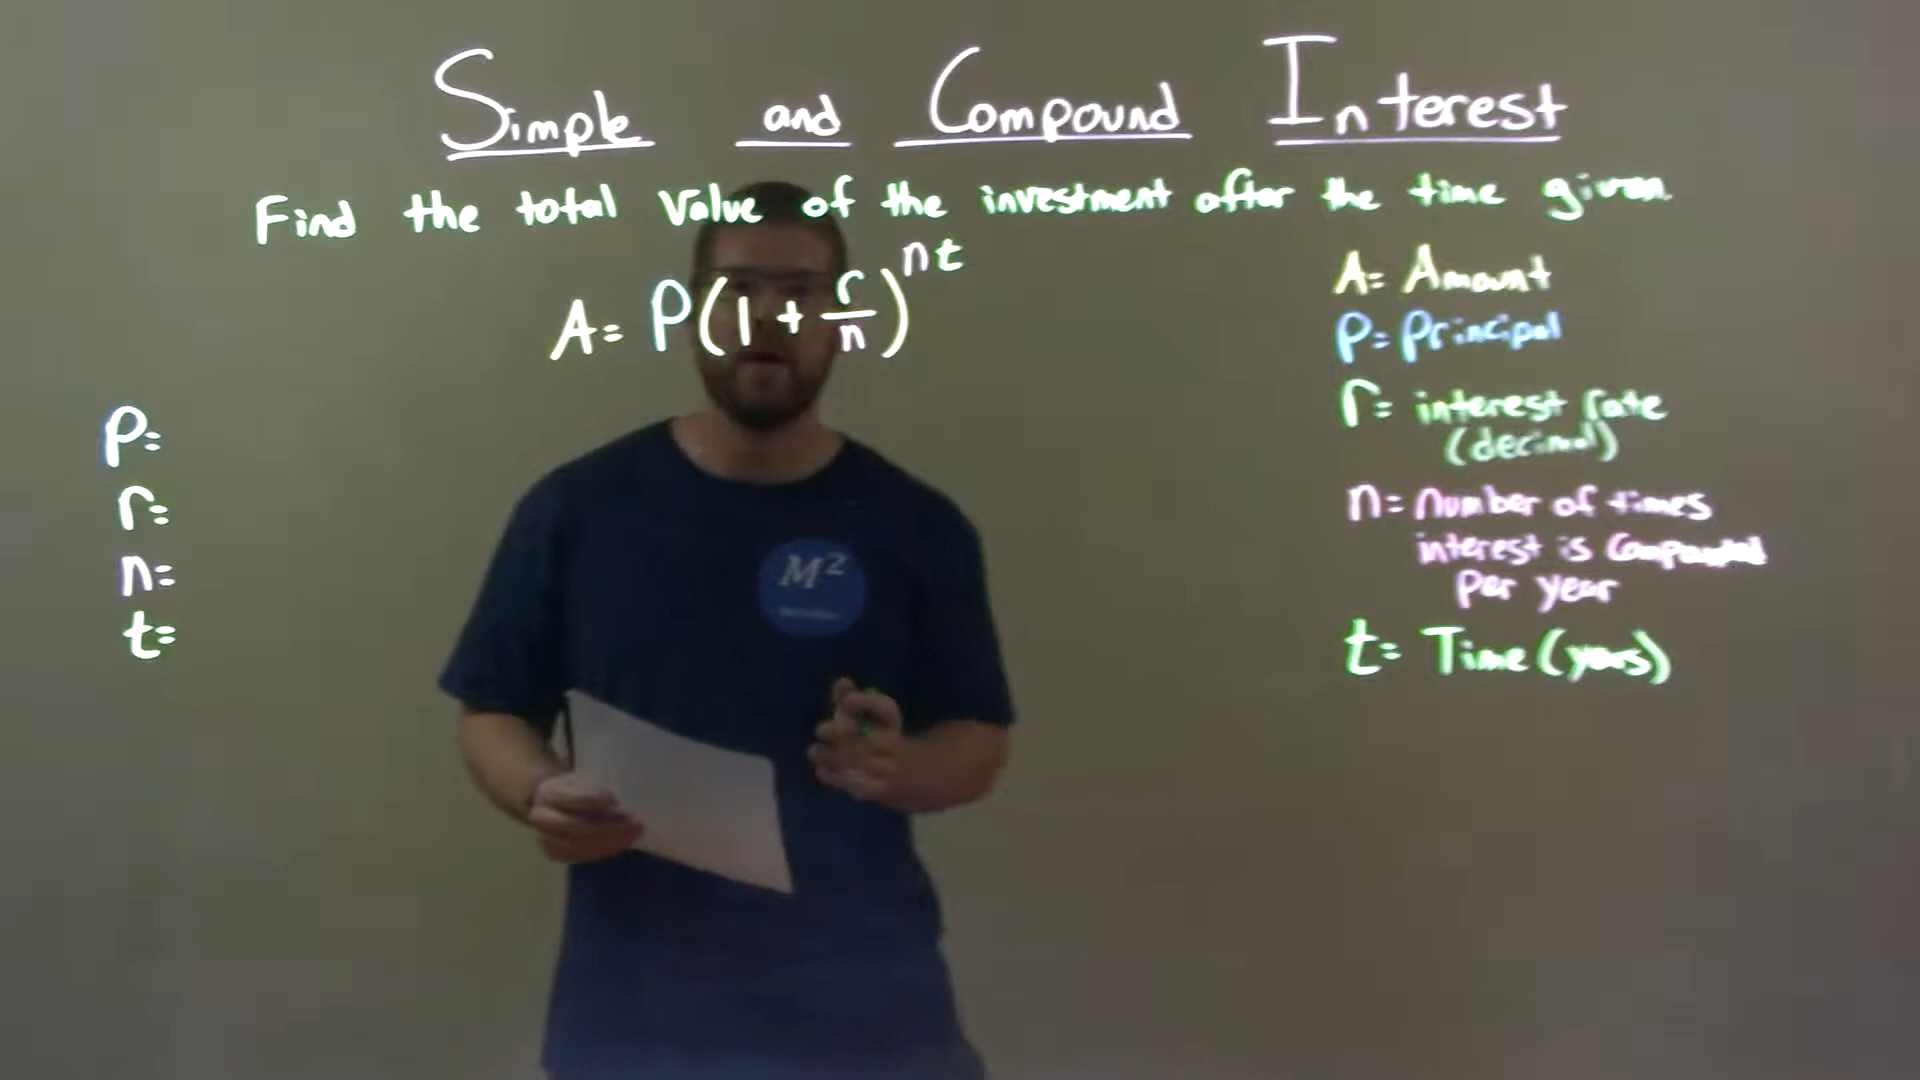 Simple and Compound Interest
Find the total Value of the investment after the time given.
A= P(1 + r/n)^nt
A= Amount
P= Principal
r= interest rate
(decimal)
n= number of times
interest is Compounded
per year
t= Time (years)
P=
r=
n=
t=
M²